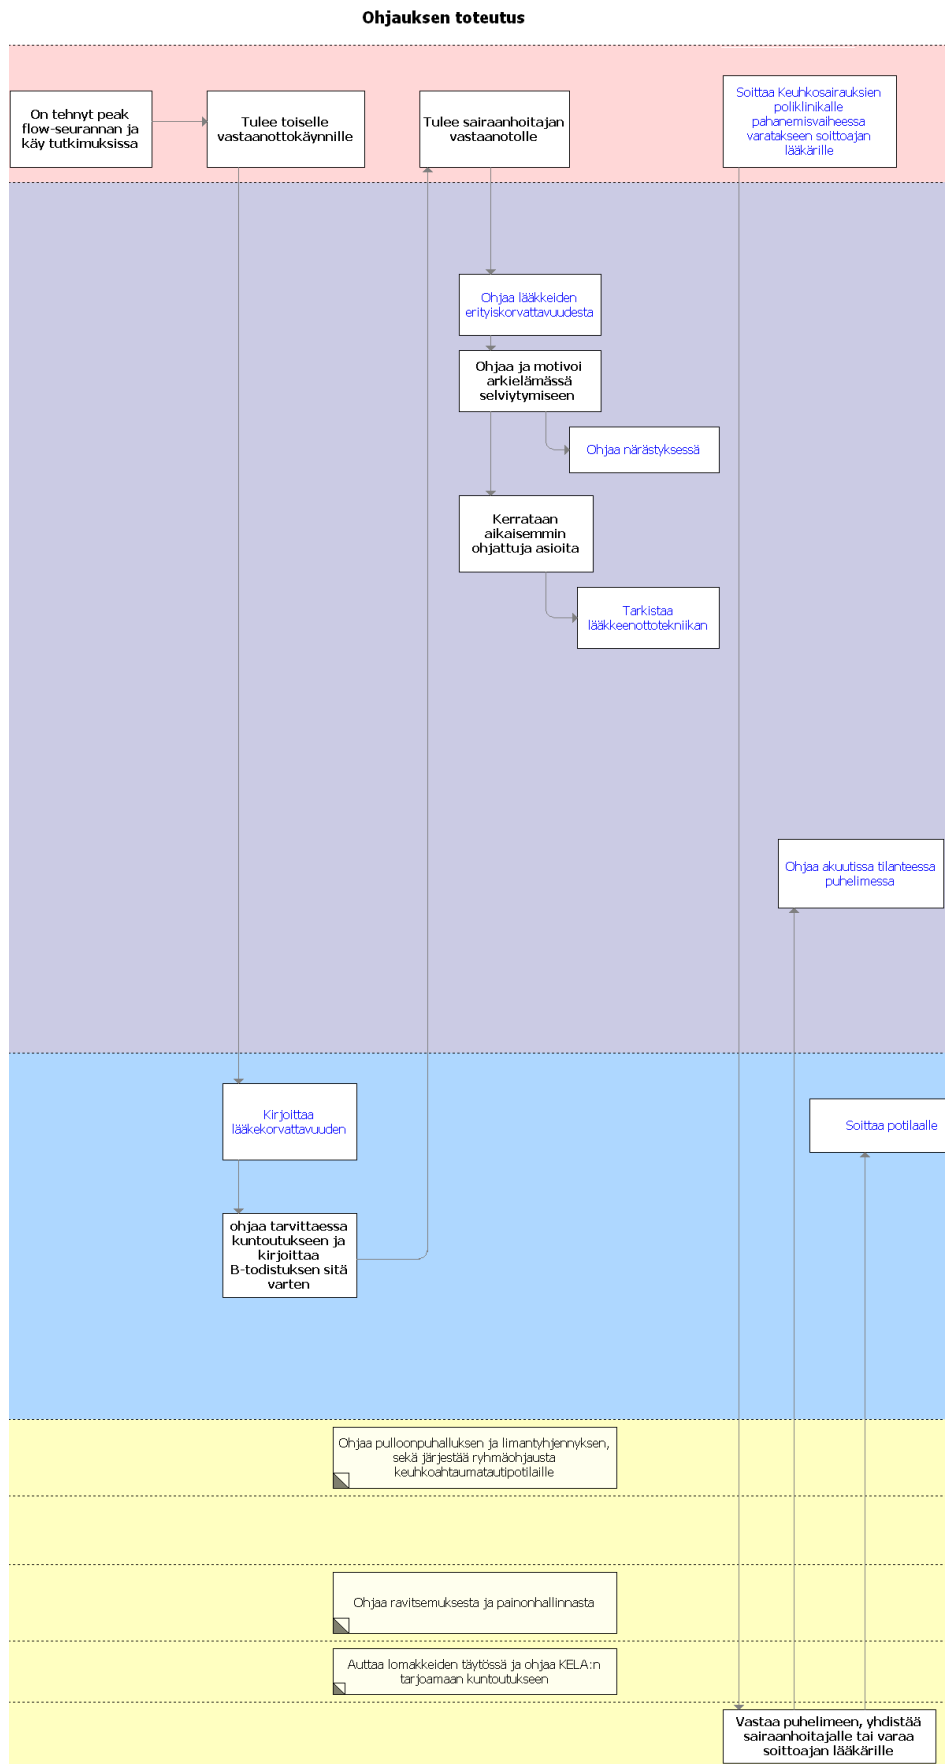 Ohjauksen toteutus
On tehnyt peak
flow-seurannan ja
käy tutkimuksissa
Tulee toiselle
vastaanottokäynnille
Tulee sairaanhoitajan
vastaanotolle
Soittaa Keuhkosairauksien
poliklinikalle
pahanemisvaiheessa
varatakseen soittoajan
lääkärille
Ohjaa lääkkeiden
erityiskorvattavuudesta
Ohjaa ja motivoi
arkielämässä
selviytymiseen
Ohjaa närästyksessä
Kerrataan
aikaisemmin
ohjattuja asioita
Tarkistaa
lääkkeenottotekniikan
Ohjaa akuutissa tilanteessa
puhelimessa
Kirjoittaa
lääkekorvattavuuden
Soittaa potilaalle
ohjaa tarvittaessa
kuntoutukseen ja
kirjoittaa
B-todistuksen sitä
varten
Ohjaa pulloonpuhalluksen ja limantyhjennyksen,
sekä järjestää ryhmäohjausta
keuhkoahtaumatautipotilaille
Ohjaa ravitsemuksesta ja painonhallinnasta
Auttaa lomakkeiden täytössä ja ohjaa KELA:n
tarjoamaan kuntoutukseen
Vastaa puhelimeen, yhdistää
sairaanhoitajalle tai varaa
soittoajan lääkärille